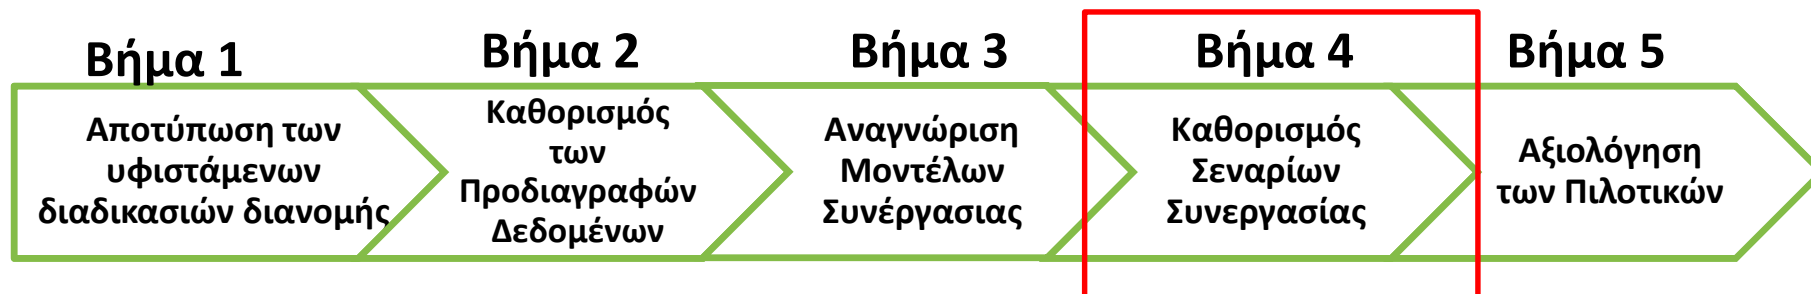 Βήμα 1
Αποτύπωση των
υφιστάμενων
διαδικασιών διανομής
Βήμα 2
Καθορισμός
των
Προδιαγραφών
Δεδομένων
Βήμα 3
Αναγνώριση
Μοντέλων
Συνέργασιας
Βήμα 4
Καθορισμός
Σεναρίων
Συνεργασίας
Βήμα 5
Αξιολόγηση
των Πιλοτικών